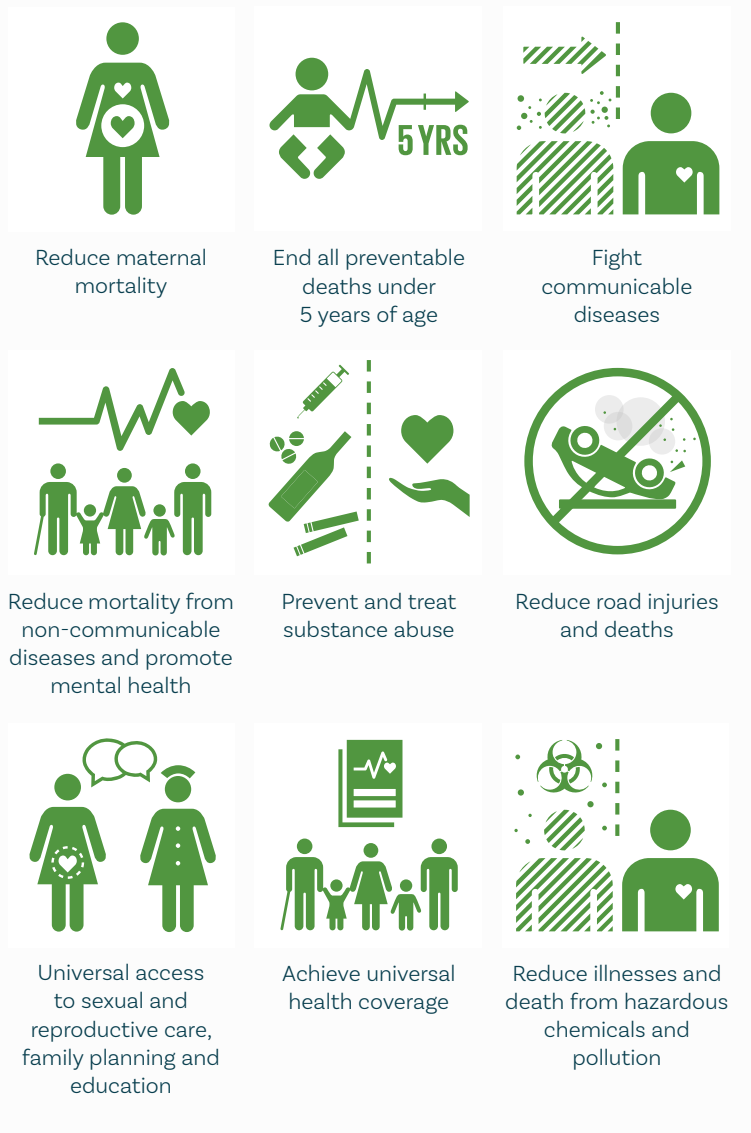 5 YRS
Reduce maternal
mortality
End all preventable
deaths under
5 years of age
Fight
communicable
diseases
Reduce mortality from
non-communicable
diseases and promote
mental health
Prevent and treat
substance abuse
Reduce road injuries
and deaths
Universal access
to sexual and
reproductive care,
family planning and
education
Achieve universal
health coverage
Reduce illnesses and
death from hazardous
chemicals and
pollution